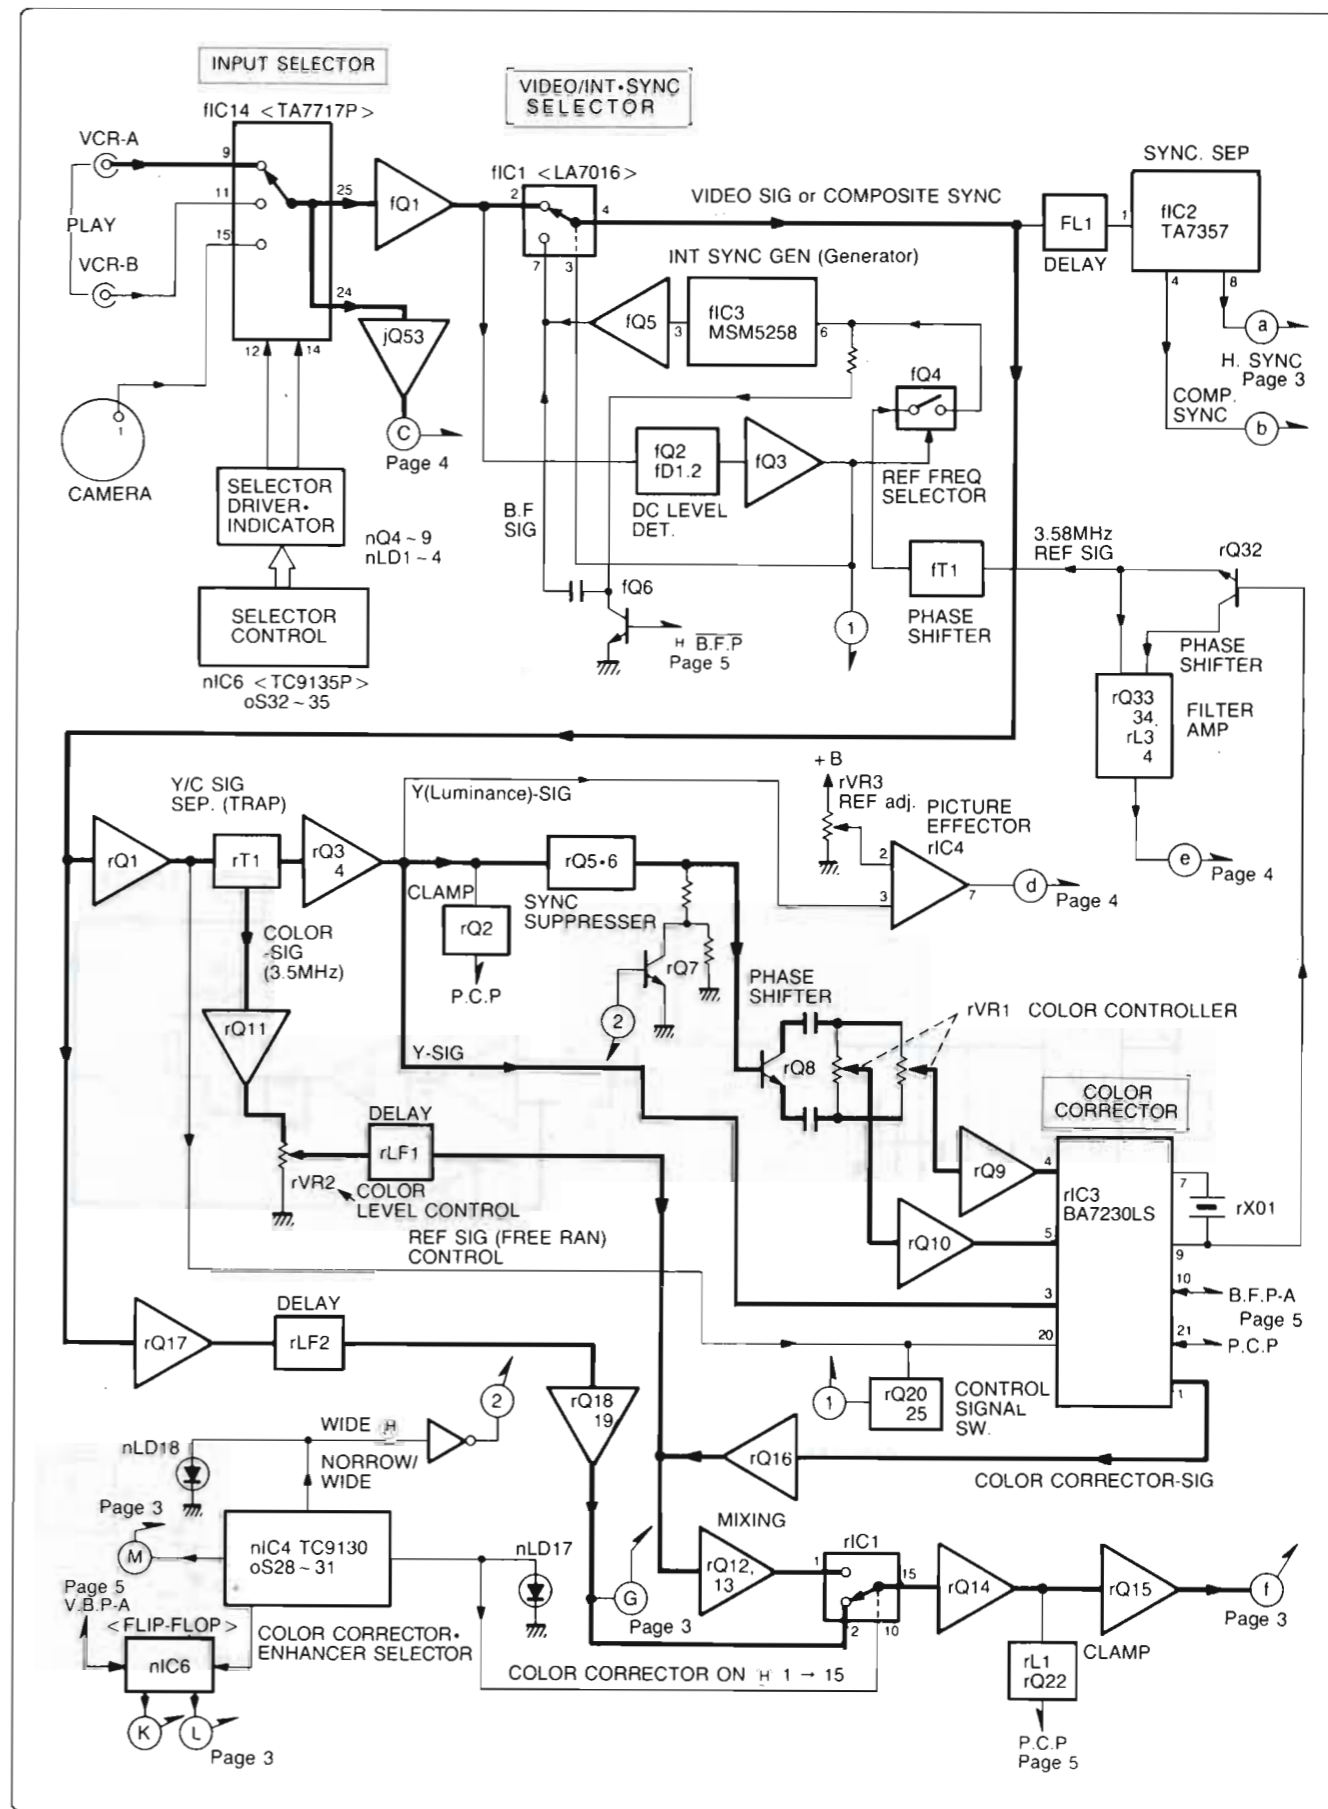 INPUT SELECTOR
fIC14 <TA7717P>
VIDEO/INT•SYNC
SELECTOR
fIC1 <LA7016>
VCR-A
PLAY
VCR-B
9
11
15
25
24
12
14
fQ1
jQ53
C
Page 4
1
CAMERA
SELECTOR
DRIVER•
INDICATOR
nQ4~9
nLD1~4
SELECTOR
CONTROL
nIC6 <TC9135P>
oS32~35
2
4
7
3
VIDEO SIG or COMPOSITE SYNC
INT SYNC GEN (Generator)
fQ5
3
fIC3
MSM5258
6
fQ4
REF FREQ
SELECTOR
fQ2
fD1.2
DC LEVEL
DET.
fQ3
B.F
SIG
fQ6
H B.F.P
Page 5
1
fT1
PHASE
SHIFTER
3.58MHz
REF SIG
rQ32
PHASE
SHIFTER
rQ33
34
rL3
4
FILTER
AMP
e
Page 4
FL1
DELAY
SYNC. SEP
1
fIC2
TA7357
4
8
a
H. SYNC
Page 3
COMP.
SYNC
b
Y/C SIG
SEP. (TRAP)
rQ1
rT1
rQ3
4
Y(Luminance)-SIG
CLAMP
rQ2
P.C.P
rQ5•6
SYNC
SUPPRESSER
rQ7
2
+B
rVR3
REF adj.
PICTURE
EFFECTOR
rIC4
2
3
7
d
Page 4
COLOR
-SIG
(3.5MHz)
rQ11
Y-SIG
PHASE
SHIFTER
rQ8
rVR1 COLOR CONTROLLER
COLOR
CORRECTOR
DELAY
rLF1
rVR2
COLOR
LEVEL CONTROL
REF SIG (FREE RAN)
CONTROL
rQ9
4
rQ10
5
rIC3
BA7230LS
7
rX01
9
3
10
B.F.P-A
Page 5
20
21
P.C.P
1
rQ17
DELAY
rLF2
rQ18
19
1
rQ20
25
CONTROL
SIGNAL
SW.
WIDE H
NORROW/
WIDE
2
nLD18
Page 3
M
nIC4 TC9130
oS28~31
nLD17
Page 5
V.B.P-A
<FLIP-FLOP>
nIC6
COLOR CORRECTOR•
ENHANCER SELECTOR
K
L
Page 3
rQ16
COLOR CORRECTOR-SIG
MIXING
rQ12,
13
G
Page 3
rIC1
1
15
2
10
COLOR CORRECTOR ON H 1 → 15
rQ14
rQ15
f
Page 3
CLAMP
rL1
rQ22
P.C.P
Page 5